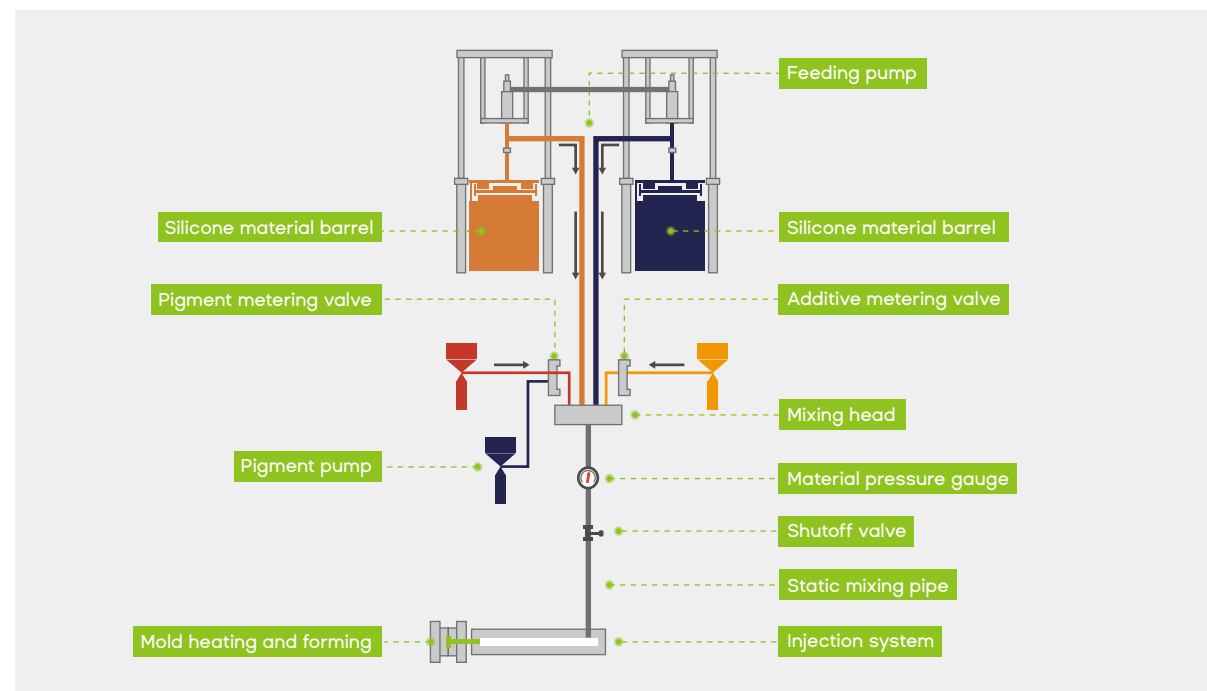 Feeding pump
Silicone material barrel
Silicone material barrel
Pigment metering valve
Additive metering valve
Mixing head
Pigment pump
Material pressure gauge
Shutoff valve
Static mixing pipe
Mold heating and forming
Injection system